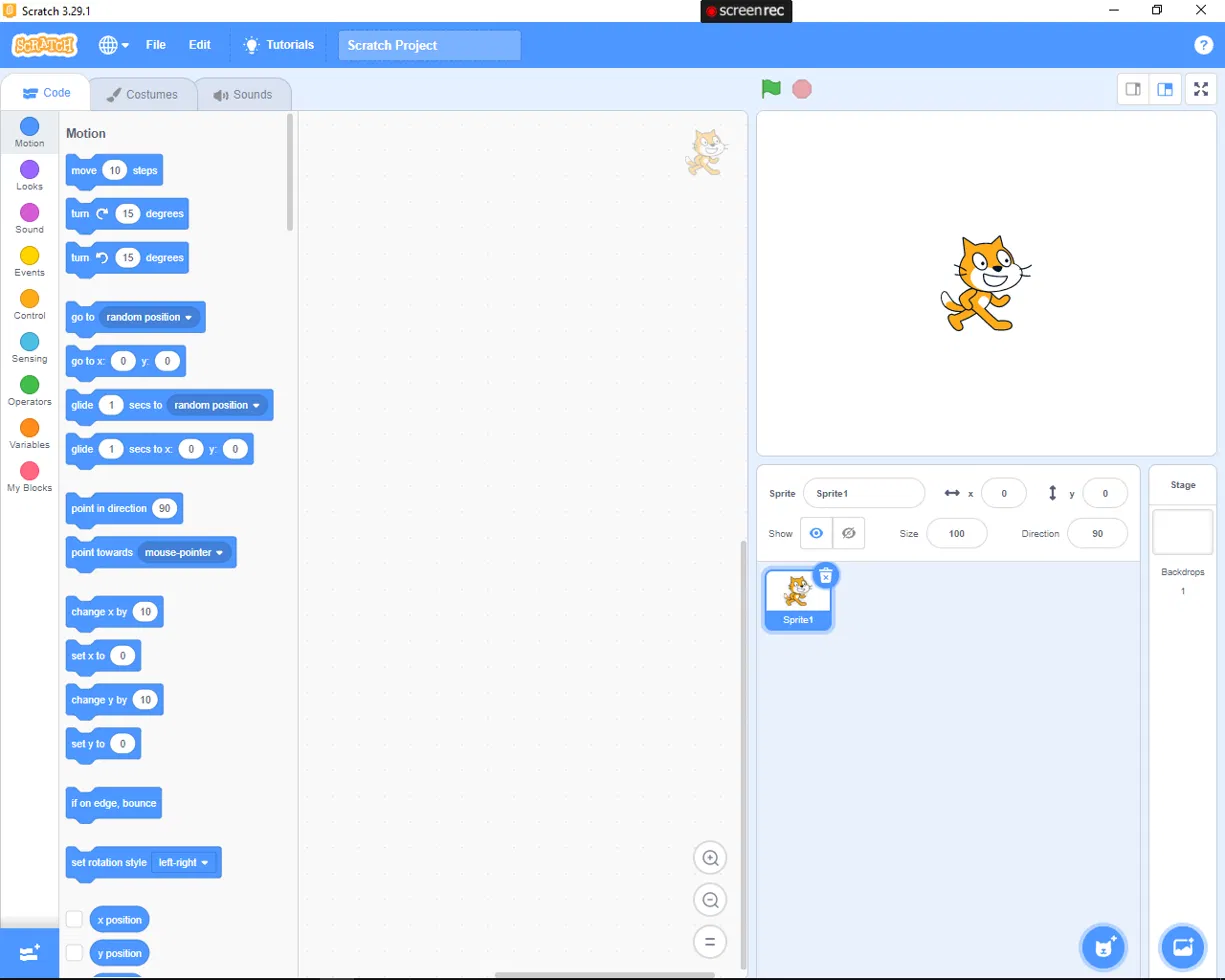 Scratch 3.29.1
screenrec
SCRATCH
File
Edit
Tutorials
Scratch Project
?
Code
Costumes
Sounds
Motion
Looks
Sound
Events
Control
Sensing
Operators
Variables
My Blocks
Motion
move 10 steps
turn 15 degrees
turn 15 degrees
go to random position
go to x: 0 y: 0
glide 1 secs to random position
glide 1 secs to x: 0 y: 0
point in direction 90
point towards mouse-pointer
change x by 10
set x to 0
change y by 10
set y to 0
if on edge, bounce
set rotation style left-right
x position
y position
Sprite Sprite1 x 0 y 0
Show Size 100 Direction 90
Sprite1
Stage
Backdrops
1